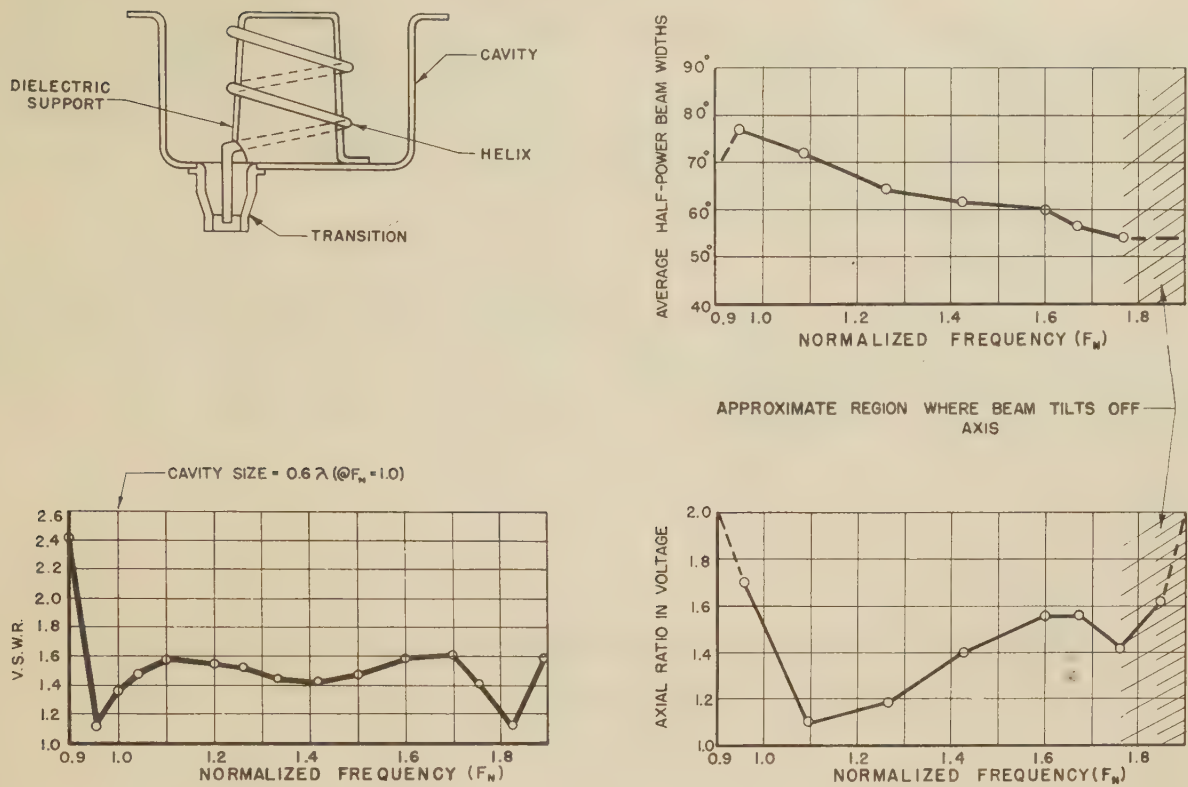 DIELECTRIC
SUPPORT
CAVITY
HELIX
TRANSITION
AVERAGE HALF-POWER BEAM WIDTHS
90°
80°
70°
60°
50°
40
0.9 1.0 1.2 1.4 1.6 1.8
NORMALIZED FREQUENCY (F_N)
APPROXIMATE REGION WHERE BEAM TILTS OFF
AXIS
CAVITY SIZE = 0.6 λ (@F_N = 1.0)
V.S.W.R.
2.6
2.4
2.2
2.0
1.8
1.6
1.4
1.2
1.0
0.9 1.0 1.2 1.4 1.6 1.8
NORMALIZED FREQUENCY (F_N)
AXIAL RATIO IN VOLTAGE
2.0
1.8
1.6
1.4
1.2
1.0
0.9 1.0 1.2 1.4 1.6 1.8
NORMALIZED FREQUENCY (F_N)